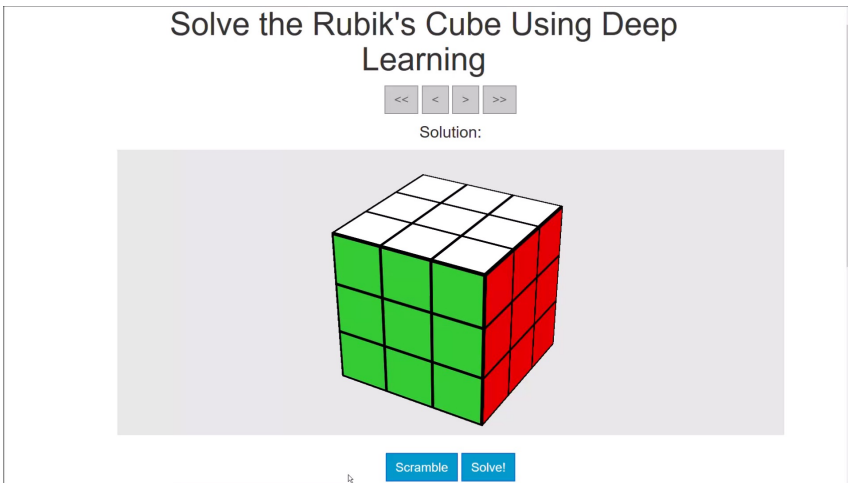 Solve the Rubik's Cube Using Deep
Learning
<< < > >>
Solution:
Scramble Solve!